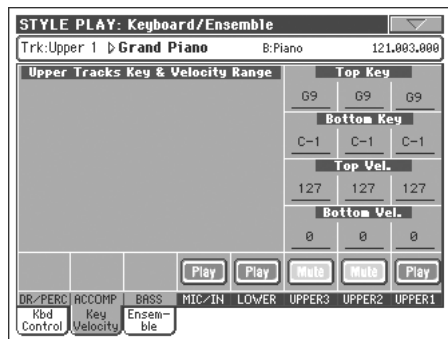 STYLE PLAY: Keyboard/Ensemble
Trk:Upper 1 ▷Grand Piano B:Piano 121.003.000
Upper Tracks Key & Velocity Range
Top Key
G9 G9 G9
Bottom Key
C-1 C-1 C-1
Top Vel.
127 127 127
Bottom Vel.
0 0 0
Play Play Mute Mute Play
DR/PERC ACCOMP BASS MIC/IN LOWER UPPER3 UPPER2 UPPER1
Kbd Control
Key Velocity
Ensem-
ble